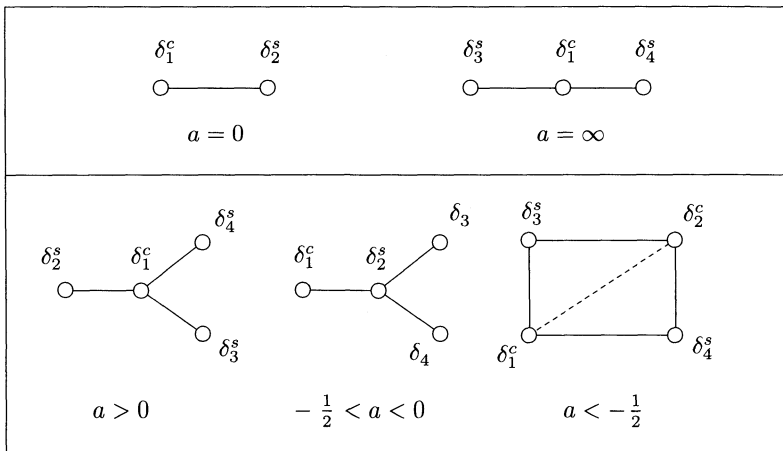 δ₁ᶜ δ₂ˢ δ₃ˢ δ₁ᶜ δ₄ˢ
a = 0 a = ∞
δ₄ˢ δ₃ δ₃ˢ δ₂ᶜ
δ₂ˢ δ₁ᶜ δ₁ᶜ δ₂ˢ
δ₃ˢ δ₄ δ₁ᶜ δ₄ˢ
a > 0 − 1/2 < a < 0 a < − 1/2